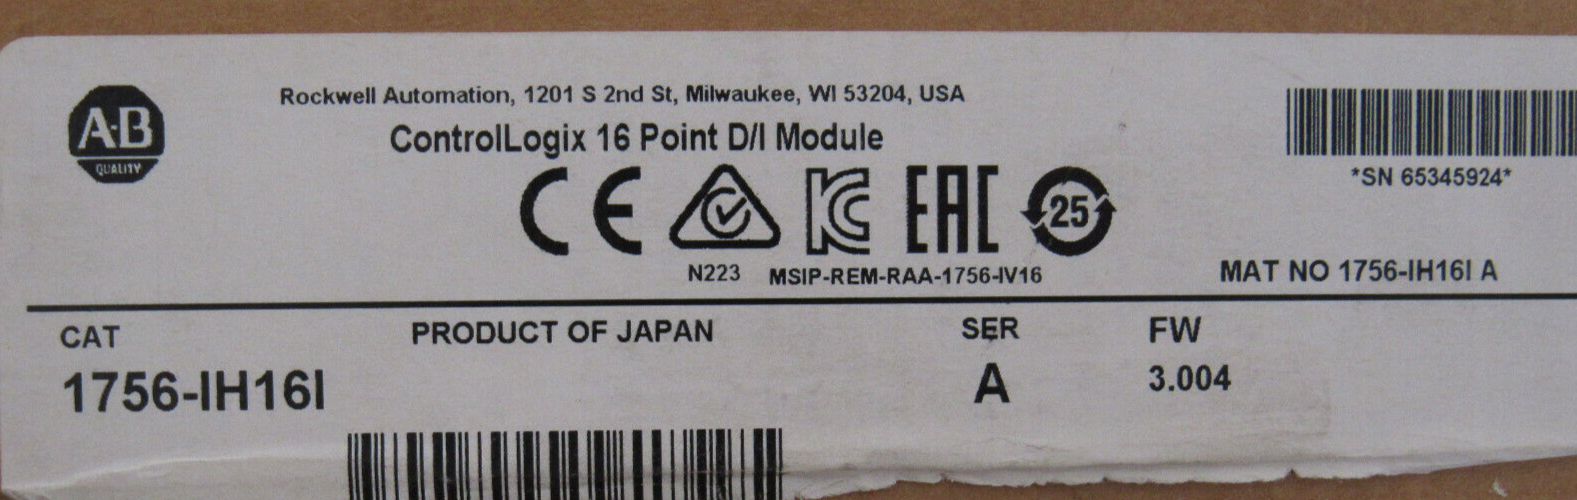 A-B
QUALITY
Rockwell Automation, 1201 S 2nd St, Milwaukee, WI 53204, USA
ControlLogix 16 Point D/I Module
CE
KC
EAC
25
N223
MSIP-REM-RAA-1756-IV16
*SN 65345924*
MAT NO 1756-IH16I A
CAT
PRODUCT OF JAPAN
SER
FW
1756-IH16I
A
3.004